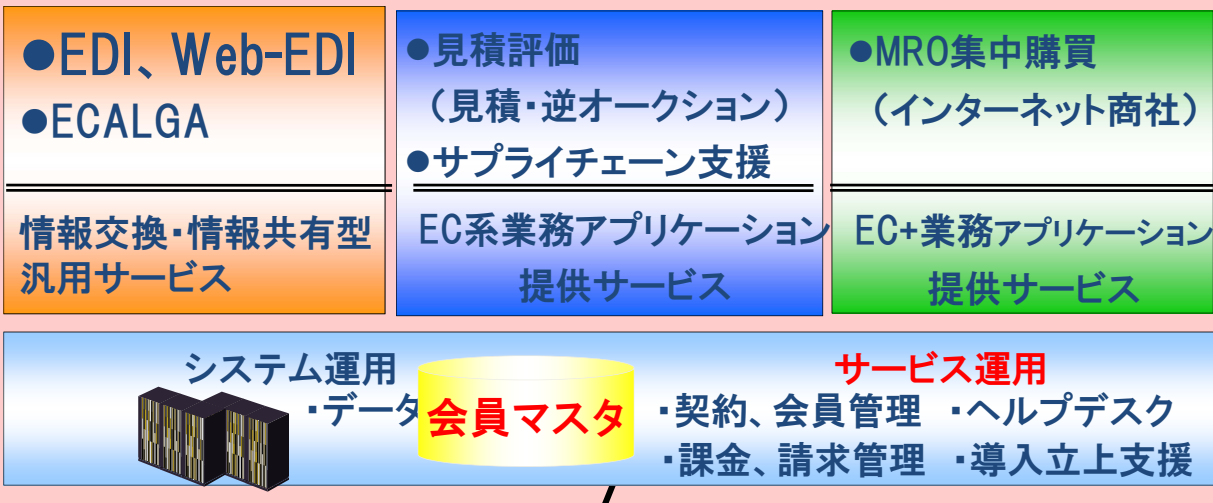 ●EDI、Web-EDI
●ECALGA
情報交換・情報共有型
汎用サービス
●見積評価
（見積・逆オークション）
●サプライチェーン支援
EC系業務アプリケーション
提供サービス
●MRO集中購買
（インターネット商社）
EC+業務アプリケーション
提供サービス
システム運用
・データ
会員マスタ
サービス運用
・契約、会員管理 ・ヘルプデスク
・課金、請求管理 ・導入立上支援